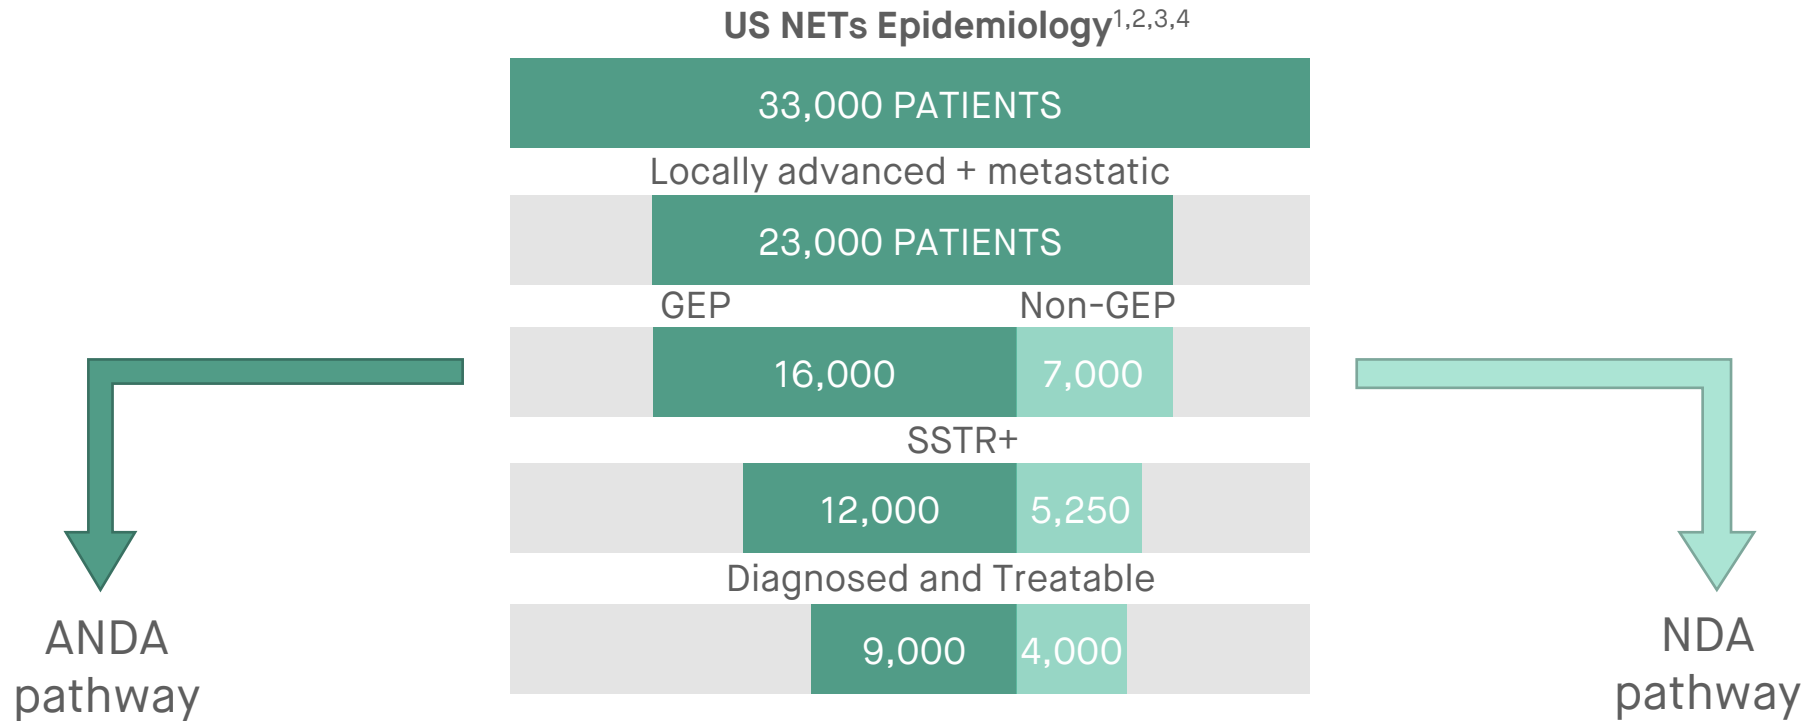 US NETs Epidemiology1,2,3,4
33,000 PATIENTS
Locally advanced + metastatic
23,000 PATIENTS
GEP Non-GEP
16,000 7,000
SSTR+
12,000 5,250
Diagnosed and Treatable
9,000 4,000
ANDA
pathway
NDA
pathway